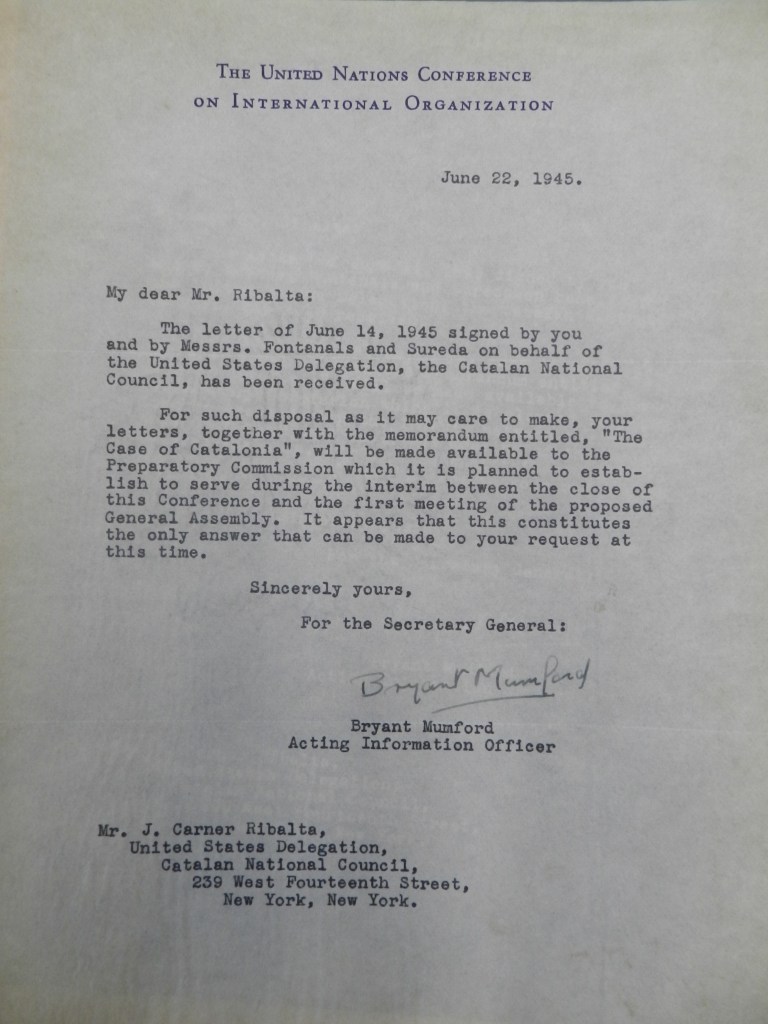 THE UNITED NATIONS CONFERENCE
ON INTERNATIONAL ORGANIZATION
June 22, 1945.
My dear Mr. Ribalta:
The letter of June 14, 1945 signed by you
and by Messrs. Fontanals and Sureda on behalf of
the United States Delegation, the Catalan National
Council, has been received.
For such disposal as it may care to make, your
letters, together with the memorandum entitled, "The
Case of Catalonia", will be made available to the
Preparatory Commission which it is planned to estab-
lish to serve during the interim between the close of
this Conference and the first meeting of the proposed
General Assembly. It appears that this constitutes
the only answer that can be made to your request at
this time.
Sincerely yours,
For the Secretary General:
Bryant Mumford
Bryant Mumford
Acting Information Officer
Mr. J. Carner Ribalta,
United States Delegation,
Catalan National Council,
239 West Fourteenth Street,
New York, New York.